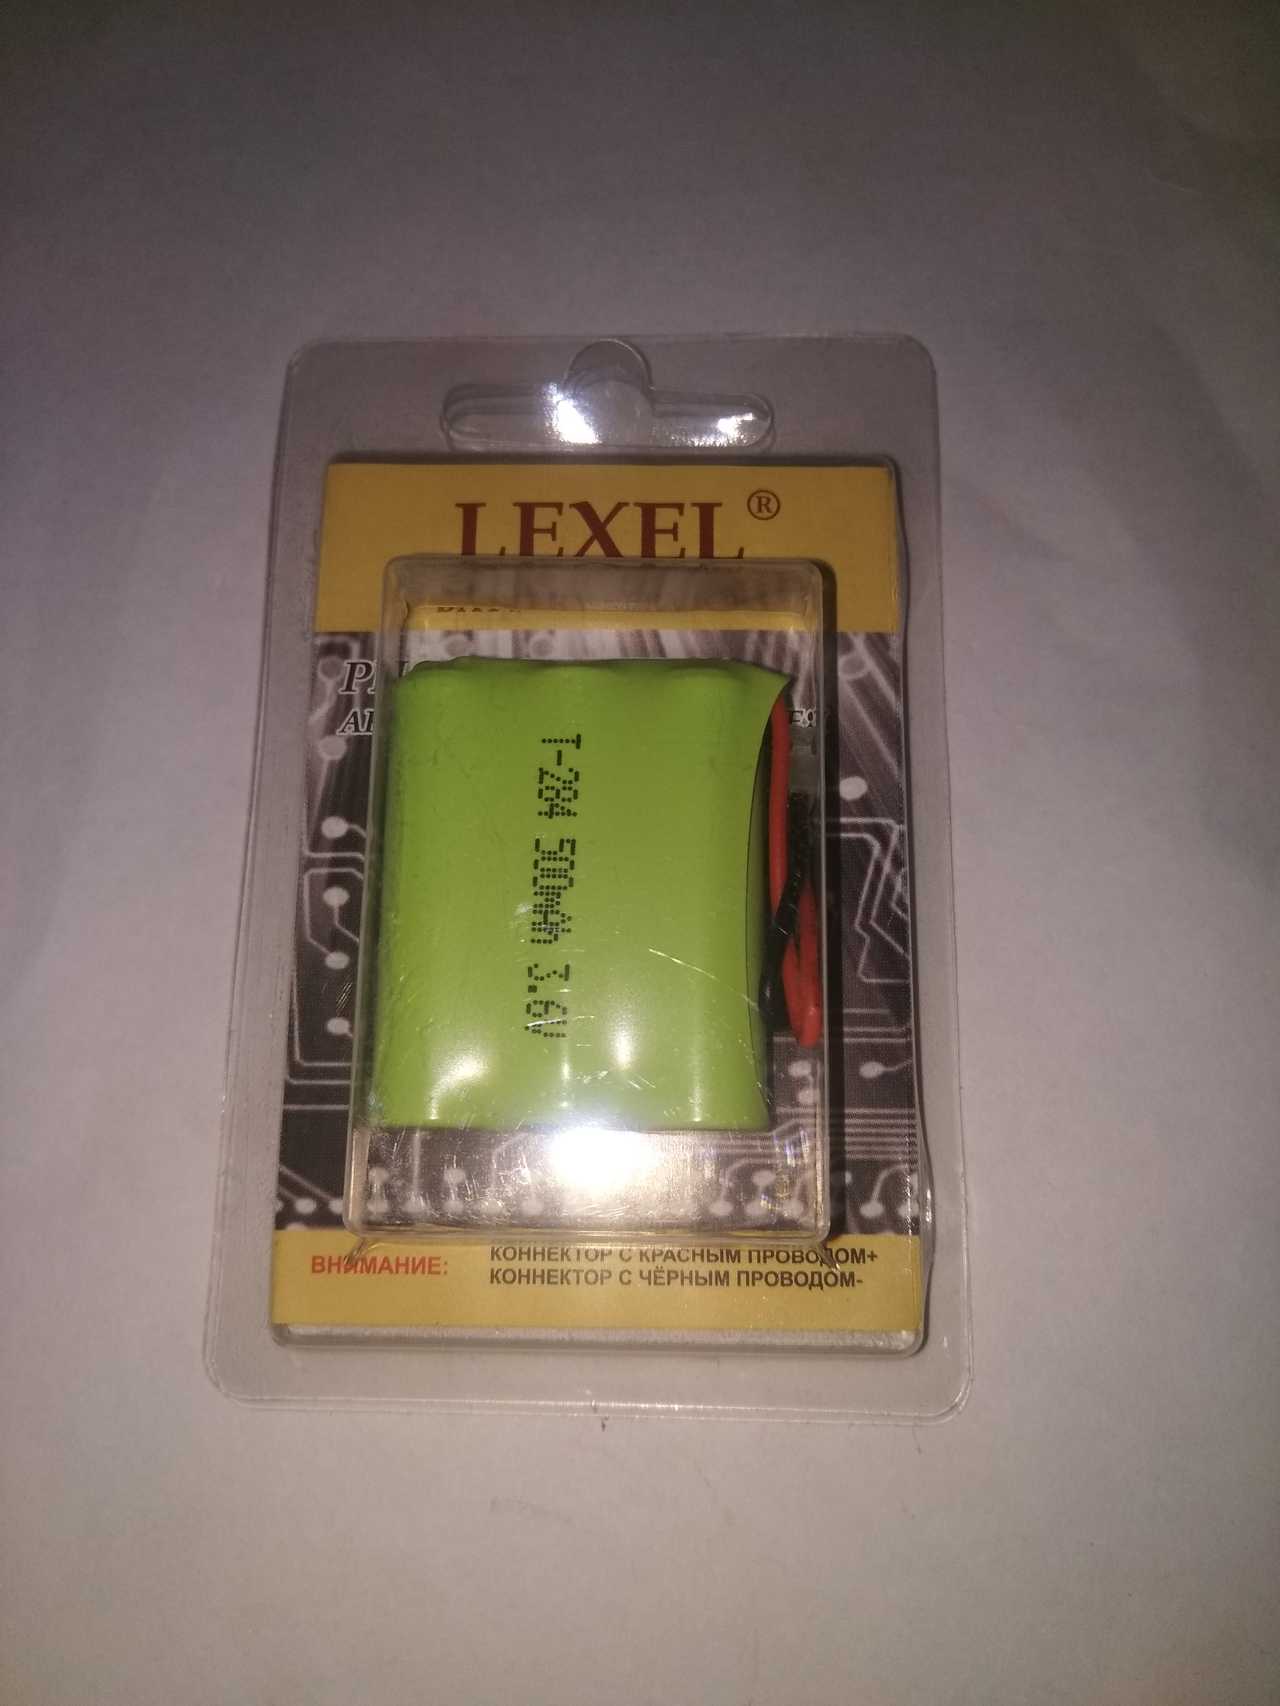 LEXEL®
T-284 500mAh 3.6V
ВНИМАНИЕ:
КОННЕКТОР С КРАСНЫМ ПРОВОДОМ+
КОННЕКТОР С ЧЁРНЫМ ПРОВОДОМ-